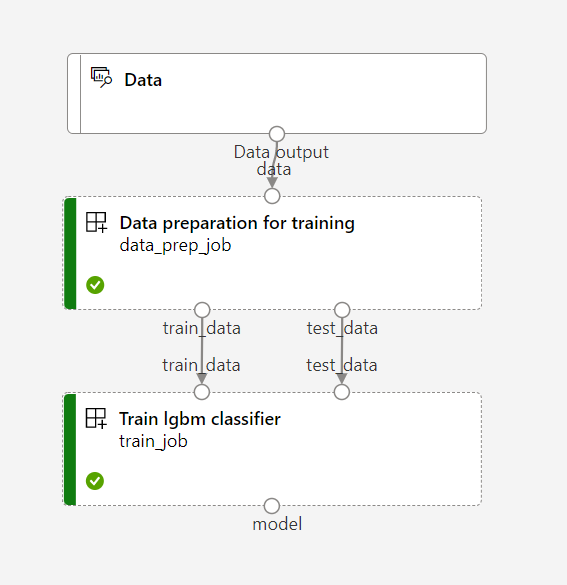 Data
Data output
data
Data preparation for training
data_prep_job
train_data
test_data
train_data
test_data
Train lgbm classifier
train_job
model